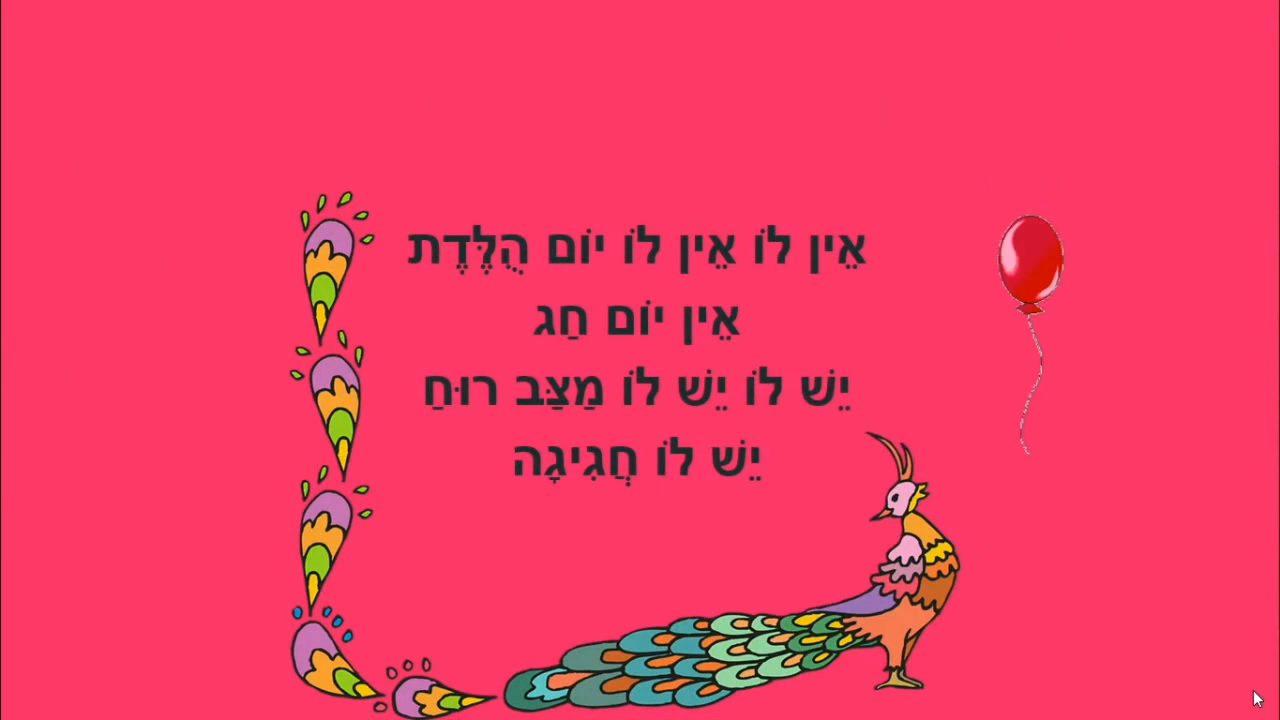 אֵין לוֹ אֵין לוֹ יוֹם הֻלֶּדֶת
אֵין יוֹם חַג
יֵשׁ לוֹ יֵשׁ לוֹ מַצַּב רוּחַ
יֵשׁ לוֹ חֲגִיגָה